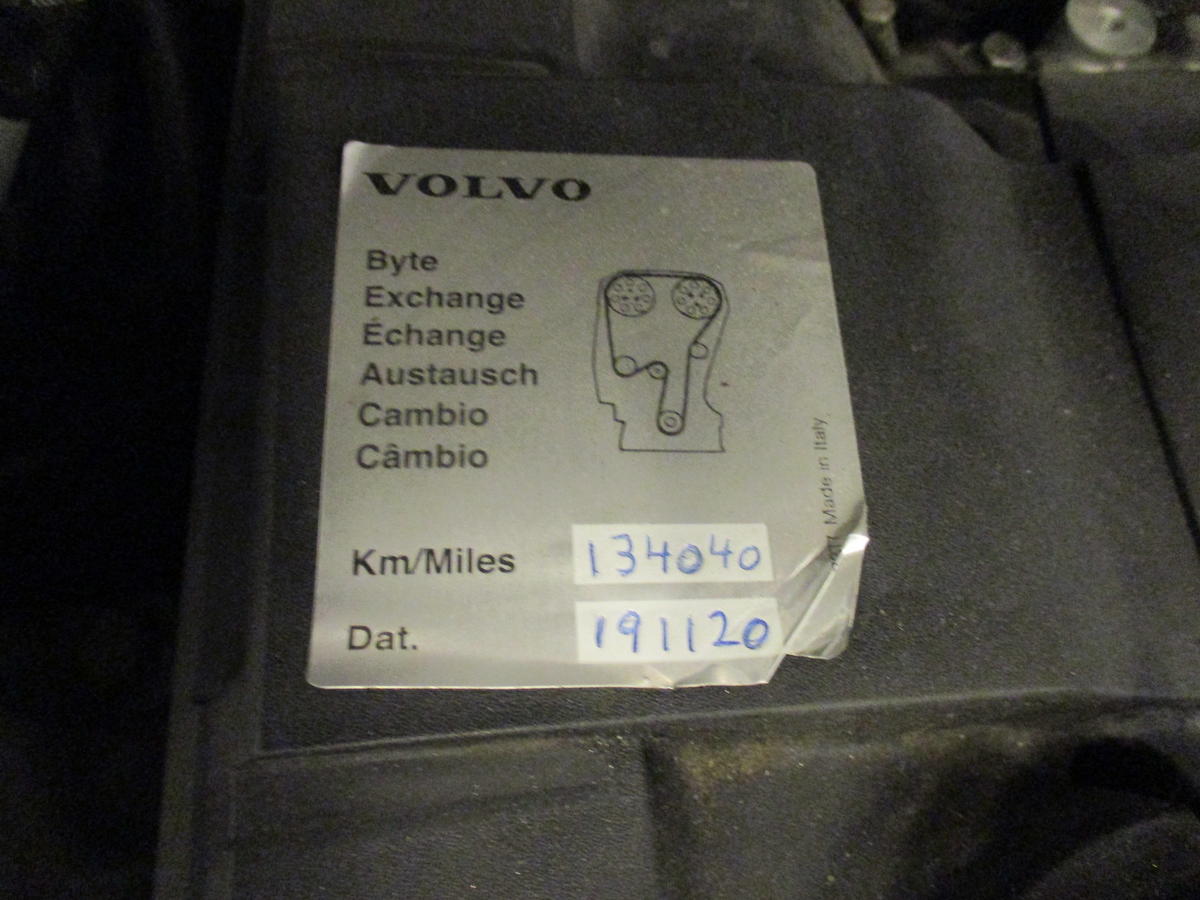 VOLVO
Byte
Exchange
Échange
Austausch
Cambio
Câmbio
Km/Miles 134040
Dat. 191120
Made in Italy